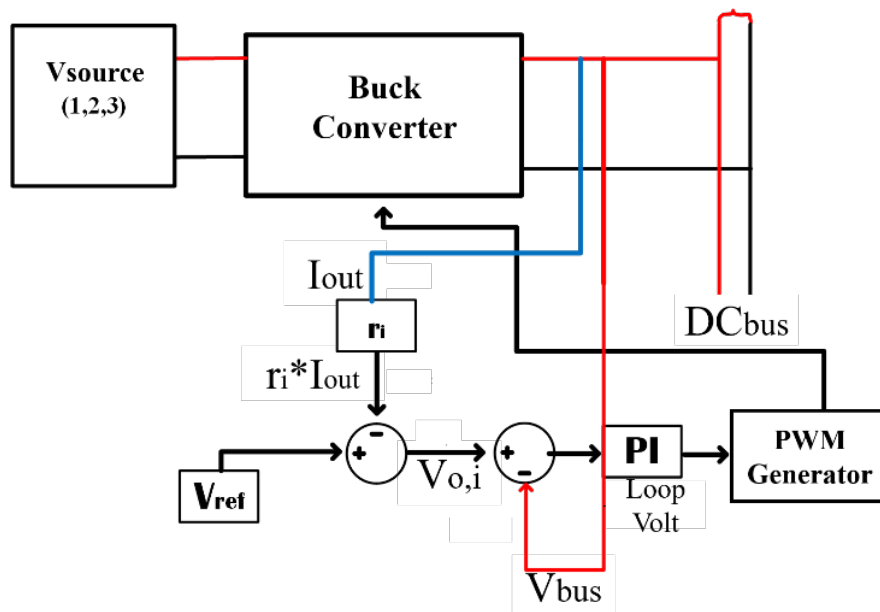 Vsource
(1,2,3)
Buck
Converter
Iout
ri
ri*Iout
DCbus
-
+
Vref
Vo,i
+
-
PI
Loop
Volt
PWM
Generator
Vbus